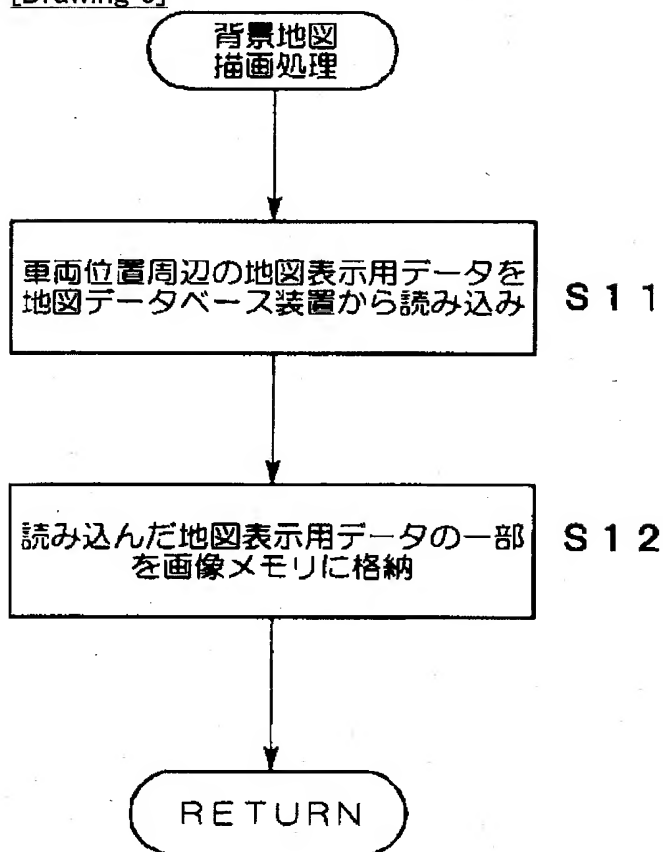 背景地図
描画処理
車両位置周辺の地図表示用データを
地図データベース装置から読み込み
S11
読み込んだ地図表示用データの一部
を画像メモリに格納
S12
RETURN